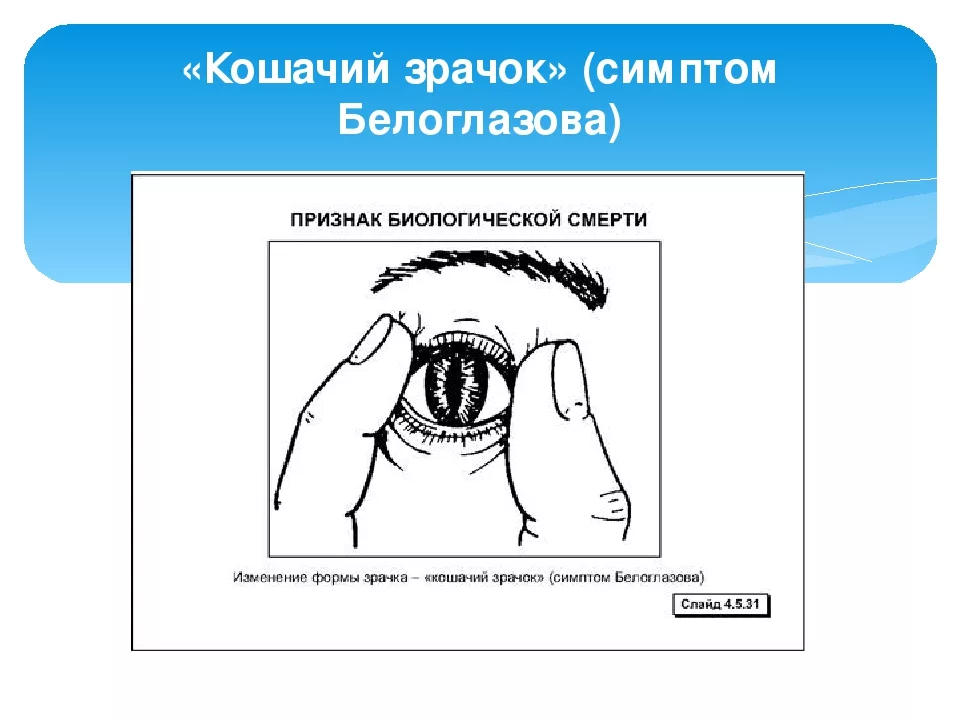 «Кошачий зрачок» (симптом
Белоглазова)
ПРИЗНАК БИОЛОГИЧЕСКОЙ СМЕРТИ
Изменение формы зрачка – «кошачий зрачок» (симптом Белоглазова)
Слайд 4.5.31